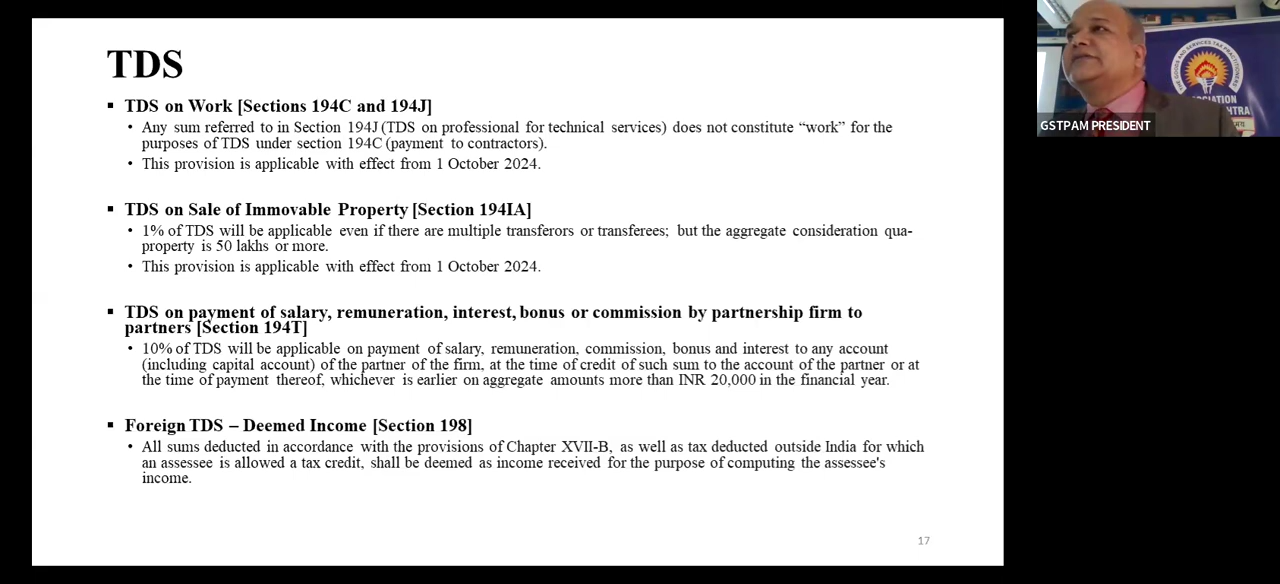 TDS
▪ TDS on Work [Sections 194C and 194J]
• Any sum referred to in Section 194J (TDS on professional for technical services) does not constitute “work” for the
purposes of TDS under section 194C (payment to contractors).
• This provision is applicable with effect from 1 October 2024.
▪ TDS on Sale of Immovable Property [Section 194IA]
• 1% of TDS will be applicable even if there are multiple transferors or transferees; but the aggregate consideration qua-
property is 50 lakhs or more.
• This provision is applicable with effect from 1 October 2024.
▪ TDS on payment of salary, remuneration, interest, bonus or commission by partnership firm to
partners [Section 194T]
• 10% of TDS will be applicable on payment of salary, remuneration, commission, bonus and interest to any account
(including capital account) of the partner of the firm, at the time of credit of such sum to the account of the partner or at
the time of payment thereof, whichever is earlier on aggregate amounts more than INR 20,000 in the financial year.
▪ Foreign TDS – Deemed Income [Section 198]
• All sums deducted in accordance with the provisions of Chapter XVII-B, as well as tax deducted outside India for which
an assessee is allowed a tax credit, shall be deemed as income received for the purpose of computing the assessee's
income.
17
THE GOODS AND SERVICES TAX PRACTITIONERS'
GSTPAM PRESIDENT